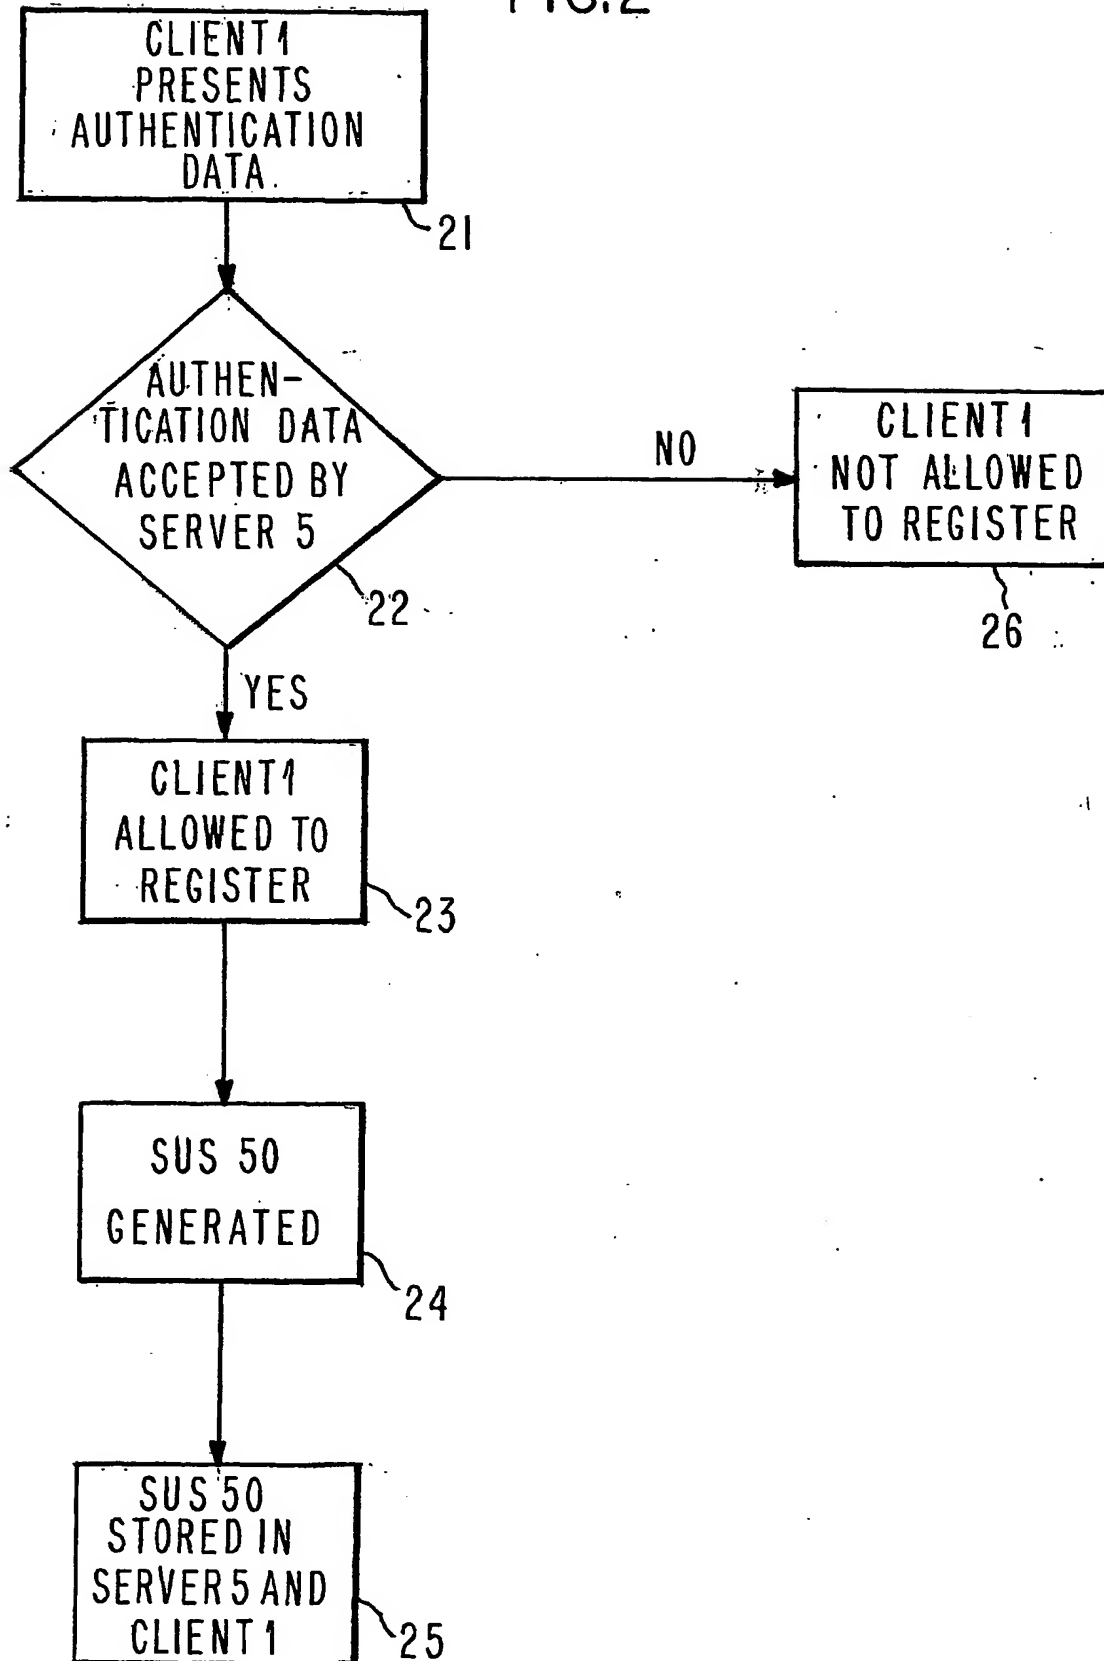 FIG.2
CLIENT 1
PRESENTS
AUTHENTICATION
DATA.
21
AUTHEN-
TICATION DATA
ACCEPTED BY
SERVER 5
22
NO
CLIENT 1
NOT ALLOWED
TO REGISTER
26
YES
CLIENT 1
ALLOWED TO
REGISTER
23
SUS 50
GENERATED
24
SUS 50
STORED IN
SERVER 5 AND
CLIENT 1
25